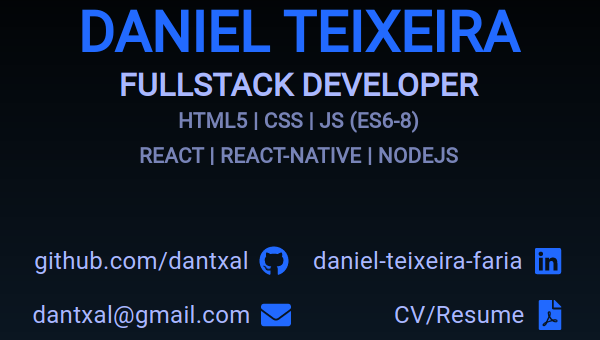 DANIEL TEIXEIRA
FULLSTACK DEVELOPER
HTML5 | CSS | JS (ES6-8)
REACT | REACT-NATIVE | NODEJS
github.com/dantxal
daniel-teixeira-faria
dantxal@gmail.com
CV/Resume